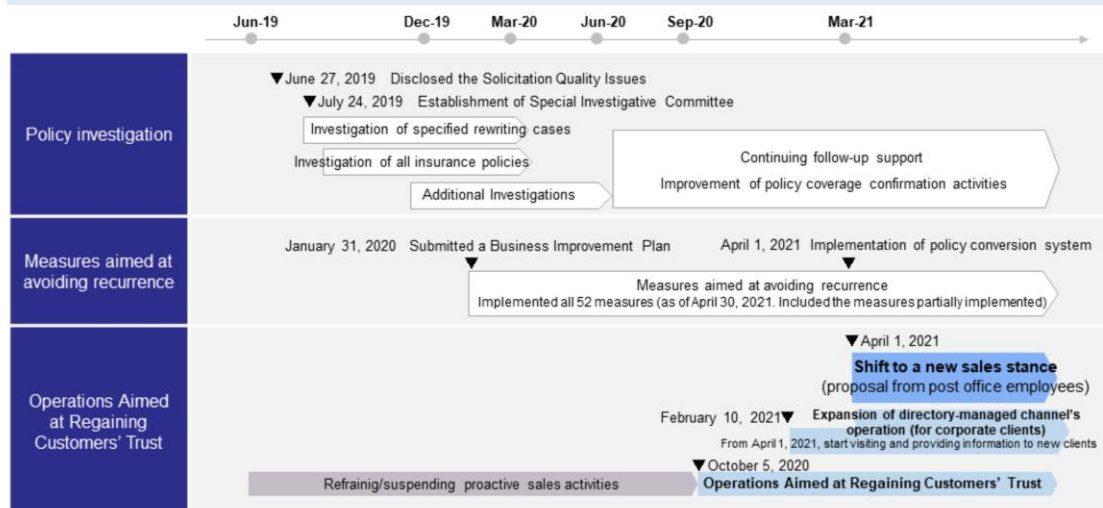 Jun-19 Dec-19 Mar-20 Jun-20 Sep-20 Mar-21
Policy investigation
▼June 27, 2019 Disclosed the Solicitation Quality Issues
▼July 24, 2019 Establishment of Special Investigative Committee
Investigation of specified rewriting cases
Investigation of all insurance policies
Additional Investigations
Continuing follow-up support
Improvement of policy coverage confirmation activities
Measures aimed at
avoiding recurrence
January 31, 2020 Submitted a Business Improvement Plan
▼
April 1, 2021 Implementation of policy conversion system
▼
Measures aimed at avoiding recurrence
Implemented all 52 measures (as of April 30, 2021. Included the measures partially implemented)
Operations Aimed
at Regaining
Customers' Trust
▼April 1, 2021
Shift to a new sales stance
(proposal from post office employees)
February 10, 2021▼
Expansion of directory-managed channel's
operation (for corporate clients)
From April 1, 2021, start visiting and providing information to new clients
▼October 5, 2020
Refrainig/suspending proactive sales activities
Operations Aimed at Regaining Customers' Trust